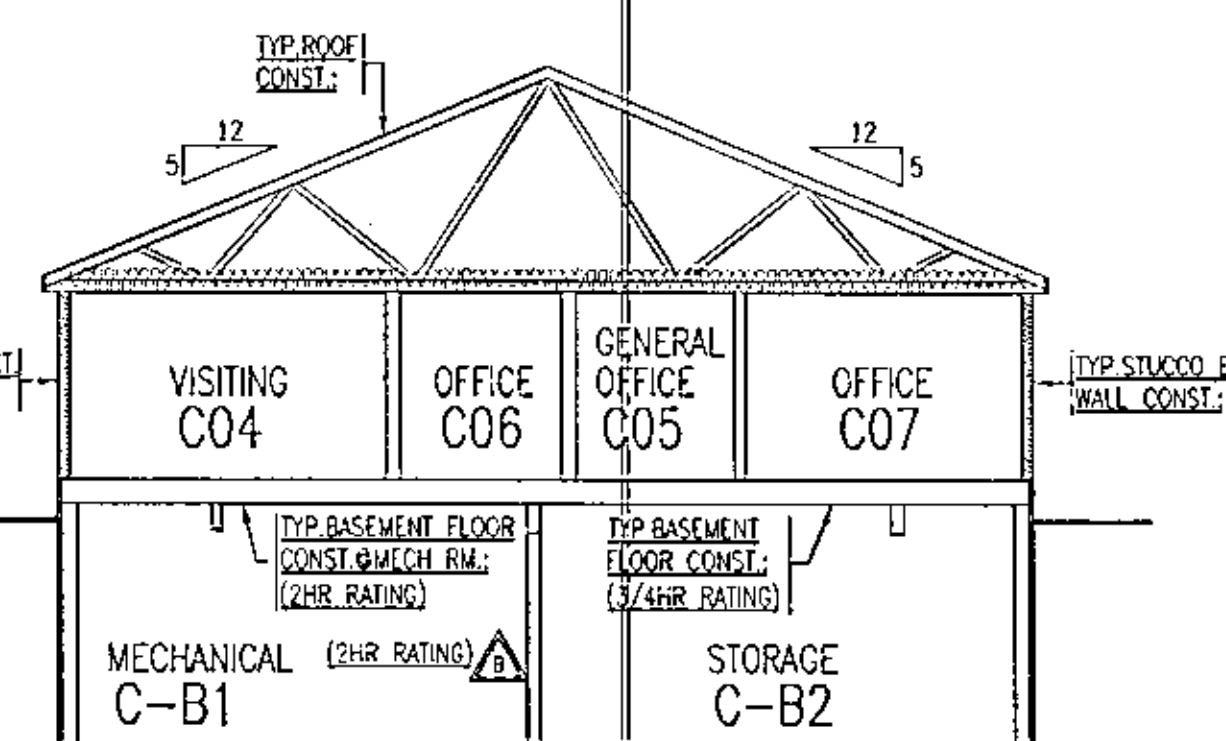 TYP.ROOF
CONST.:
12
5
12
5
VISITING
C04
OFFICE
C06
GENERAL
OFFICE
C05
OFFICE
C07
TYP.STUCCO
WALL CONST.:
TYP.BASEMENT FLOOR
CONST.@MECH RM.:
(2HR RATING)
TYP.BASEMENT
FLOOR CONST.:
(3/4HR RATING)
MECHANICAL
C-B1
(2HR RATING)
B
STORAGE
C-B2